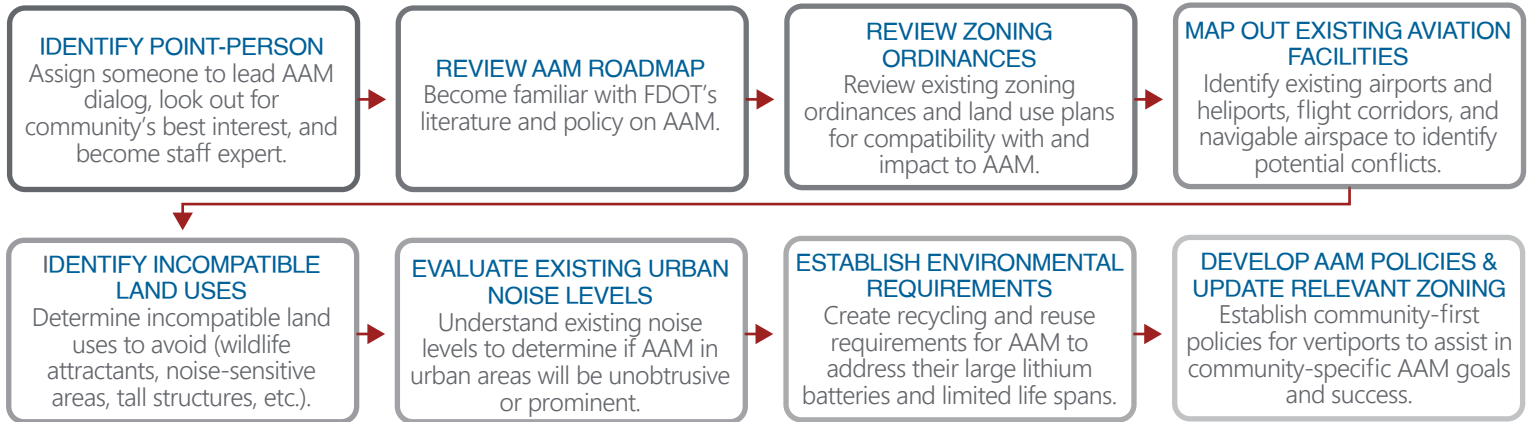 IDENTIFY POINT-PERSON
Assign someone to lead AAM
dialog, look out for
community's best interest, and
become staff expert.
REVIEW AAM ROADMAP
Become familiar with FDOT's
literature and policy on AAM.
REVIEW ZONING
ORDINANCES
Review existing zoning
ordinances and land use plans
for compatibility with and
impact to AAM.
MAP OUT EXISTING AVIATION
FACILITIES
Identify existing airports and
heliports, flight corridors, and
navigable airspace to identify
potential conflicts.
IDENTIFY INCOMPATIBLE
LAND USES
Determine incompatible land
uses to avoid (wildlife
attractants, noise-sensitive
areas, tall structures, etc.).
EVALUATE EXISTING URBAN
NOISE LEVELS
Understand existing noise
levels to determine if AAM in
urban areas will be unobtrusive
or prominent.
ESTABLISH ENVIRONMENTAL
REQUIREMENTS
Create recycling and reuse
requirements for AAM to
address their large lithium
batteries and limited life spans.
DEVELOP AAM POLICIES &
UPDATE RELEVANT ZONING
Establish community-first
policies for vertiports to assist in
community-specific AAM goals
and success.